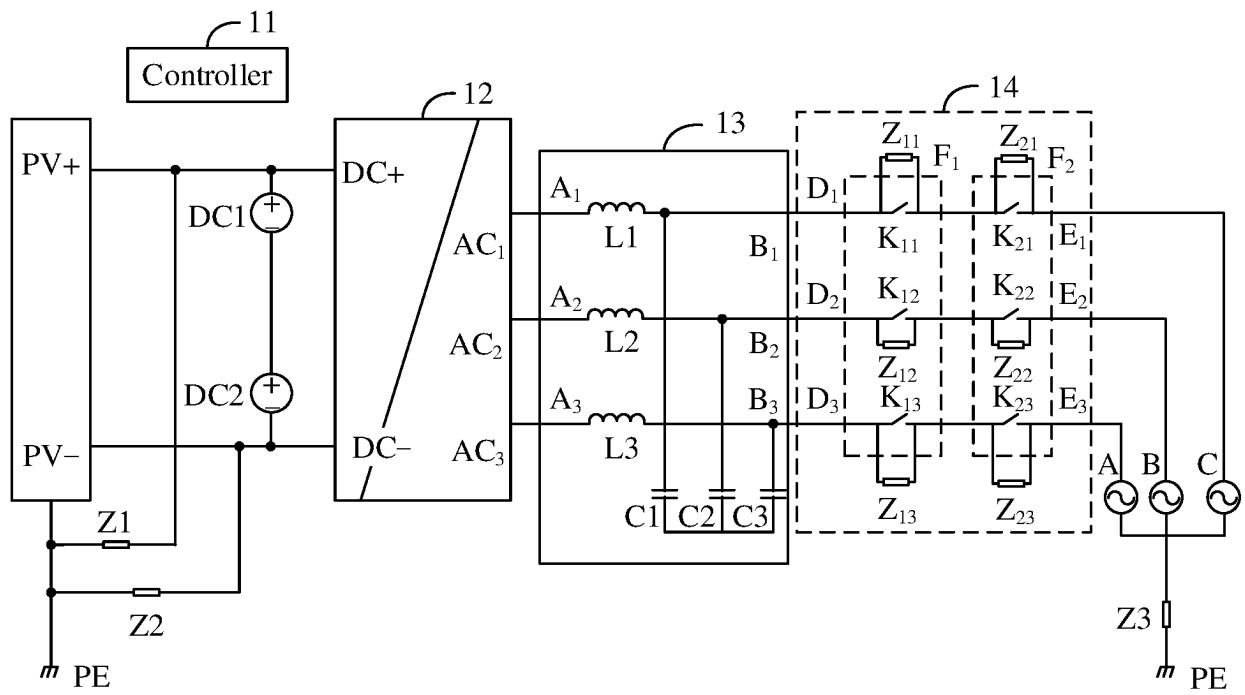 11
Controller
12
13
14
PV+
DC1
DC+
A₁
L1
B₁
D₁
Z₁₁
F₁
Z₂₁
F₂
K₁₁
K₂₁
E₁
AC₁
A₂
L2
B₂
D₂
K₁₂
K₂₂
E₂
AC₂
Z₁₂
Z₂₂
DC2
A₃
L3
B₃
D₃
K₁₃
K₂₃
E₃
PV−
DC−
AC₃
A B C
C1 C2 C3
Z₁₃
Z₂₃
Z1
Z2
Z3
PE
PE